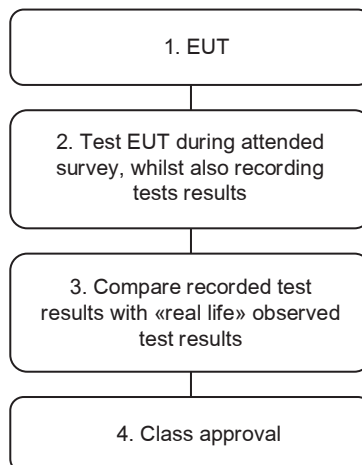 1. EUT
2. Test EUT during attended
survey, whilst also recording
tests results
3. Compare recorded test
results with «real life» observed
test results
4. Class approval